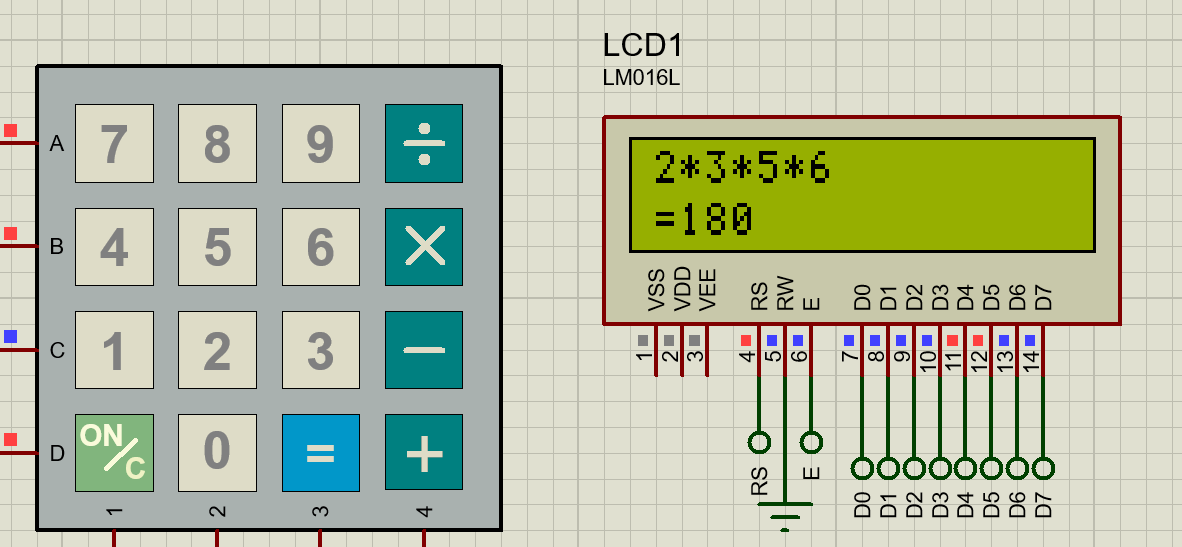 LCD1
LM016L
A 7 8 9 ÷
B 4 5 6 ×
C 1 2 3 −
D ON/C 0 = +
1 2 3 4
2*3*5*6
=180
VSS VDD VEE RS RW E D0 D1 D2 D3 D4 D5 D6 D7
1 2 3 4 5 6 7 8 9 10 11 12 13 14
RS E D0 D1 D2 D3 D4 D5 D6 D7